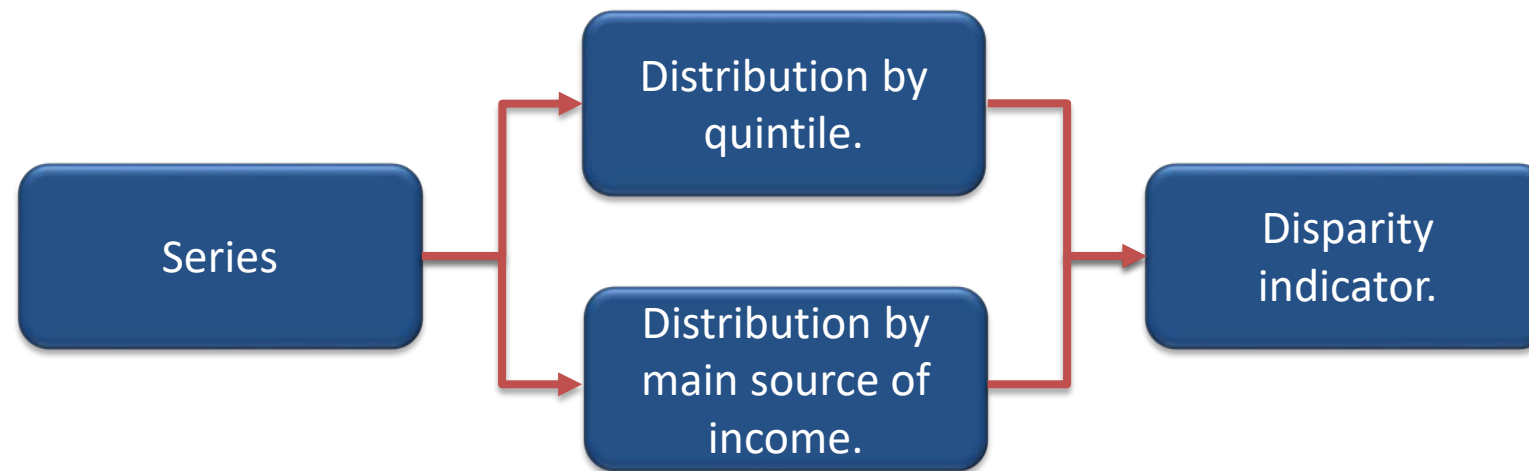 Series
Distribution by
quintile.
Distribution by
main source of
income.
Disparity
indicator.